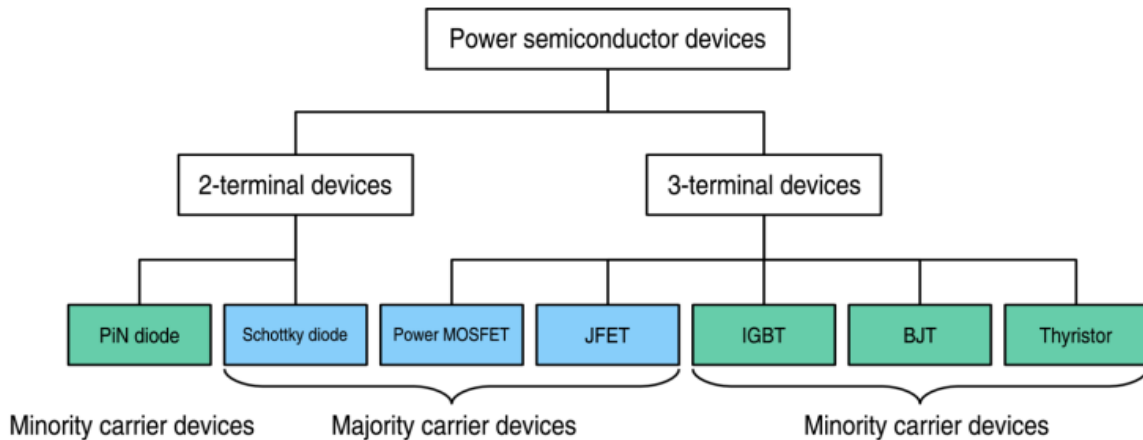 Power semiconductor devices
2-terminal devices
3-terminal devices
PiN diode
Schottky diode
Power MOSFET
JFET
IGBT
BJT
Thyristor
Minority carrier devices
Majority carrier devices
Minority carrier devices